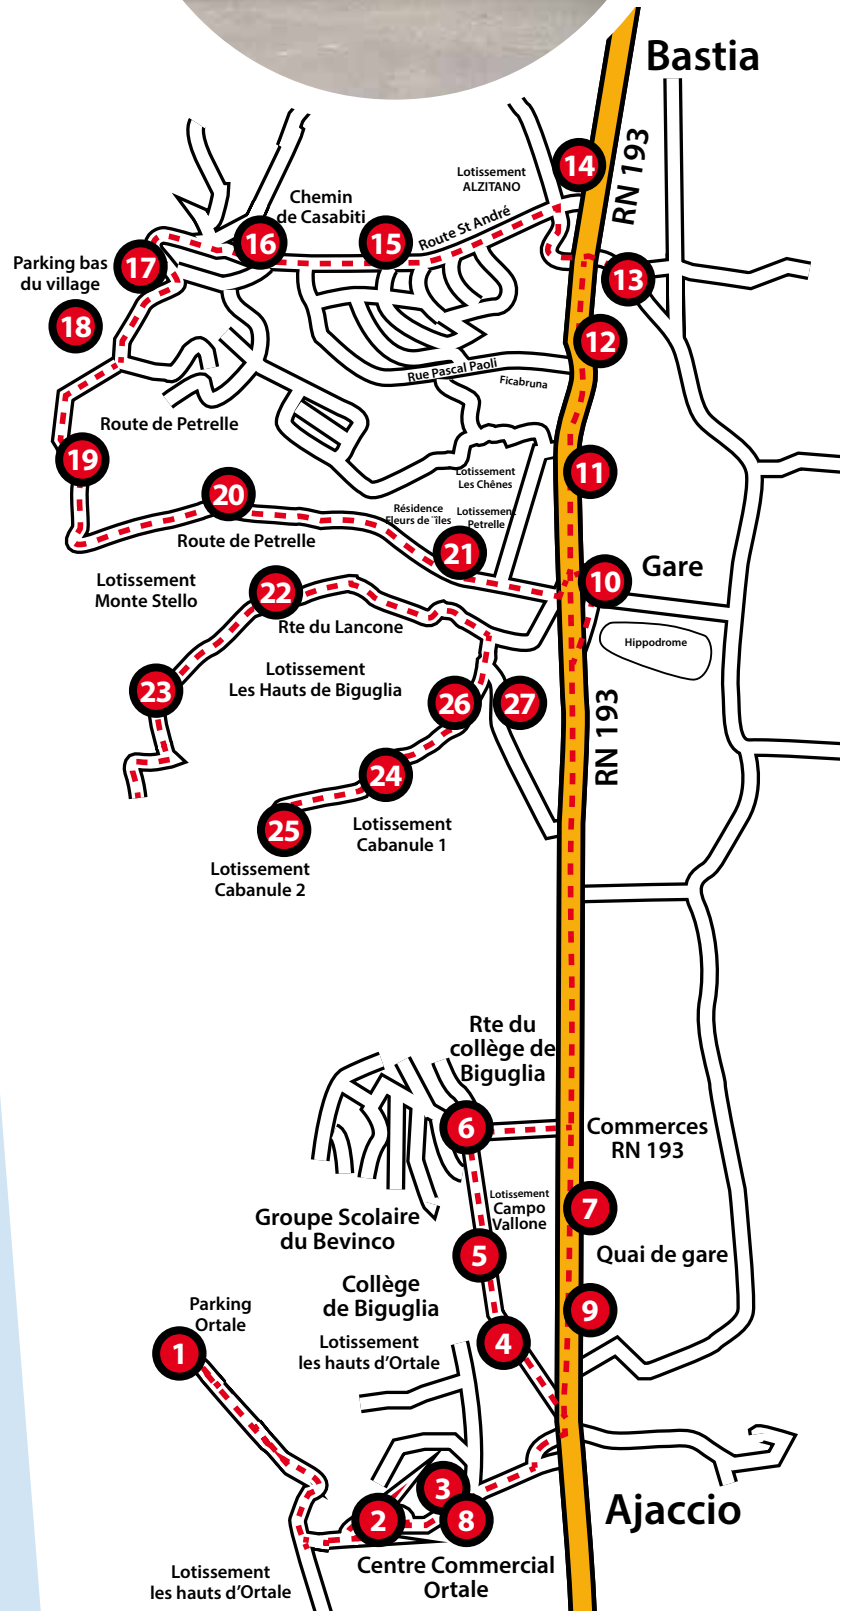 Bastia
RN 193
14
Lotissement
ALZITANO
Chemin
de Casabiti
16
15
Route St André
17
13
Parking bas
du village
18
12
Rue Pascal Paoli
Ficabruna
Route de Petrelle
19
11
Lotissement
Les Chênes
20
Résidence
Fleurs de
Lotissement
Petrelle
Route de Petrelle
21
10
Gare
Lotissement
Monte Stello
22
Rte du Lancone
Hippodrome
Lotissement
Les Hauts de Biguglia
23
26
27
RN 193
24
25
Lotissement
Cabanule 1
Lotissement
Cabanule 2
Rte du
collège de
Biguglia
6
Commerces
RN 193
Lotissement
Campo
Vallone
7
Groupe Scolaire
du Bevinco
5
Quai de gare
Collège
de Biguglia
9
Parking
Ortale
1
4
Lotissement
les hauts d'Ortale
3
2
8
Ajaccio
Centre Commercial
Ortale
Lotissement
les hauts d'Ortale